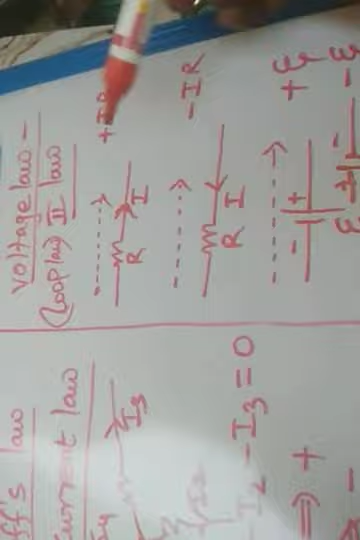 Voltage law -
(Loop law) II law
R I
+IR
R I
-IR
- +
+ ℰ
ℰ + -
- ℰ
ff's law
Current law
I3
I2
- I2 - I3 = 0
⇒ +
-